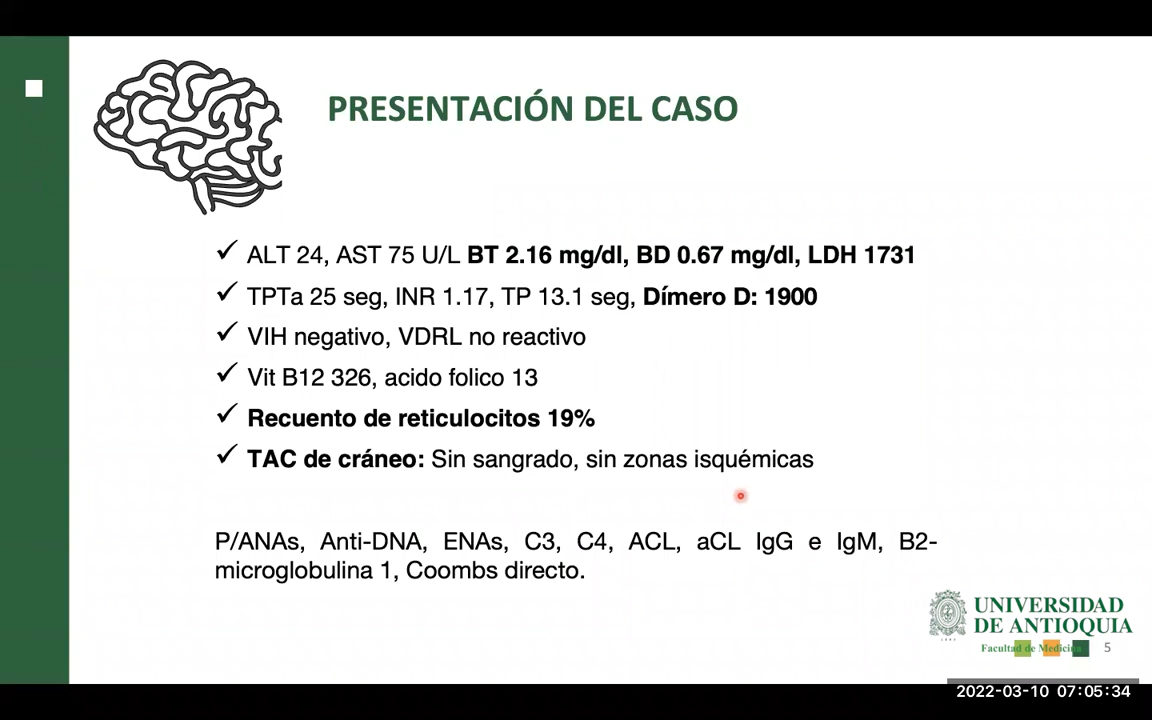 PRESENTACIÓN DEL CASO
✓ ALT 24, AST 75 U/L BT 2.16 mg/dl, BD 0.67 mg/dl, LDH 1731
✓ TPTa 25 seg, INR 1.17, TP 13.1 seg, Dímero D: 1900
✓ VIH negativo, VDRL no reactivo
✓ Vit B12 326, acido folico 13
✓ Recuento de reticulocitos 19%
✓ TAC de cráneo: Sin sangrado, sin zonas isquémicas
P/ANAs, Anti-DNA, ENAs, C3, C4, ACL, aCL IgG e IgM, B2-
microglobulina 1, Coombs directo.
UNIVERSIDAD
DE ANTIOQUIA
Facultad de Medicina
5
2022-03-10 07:05:34